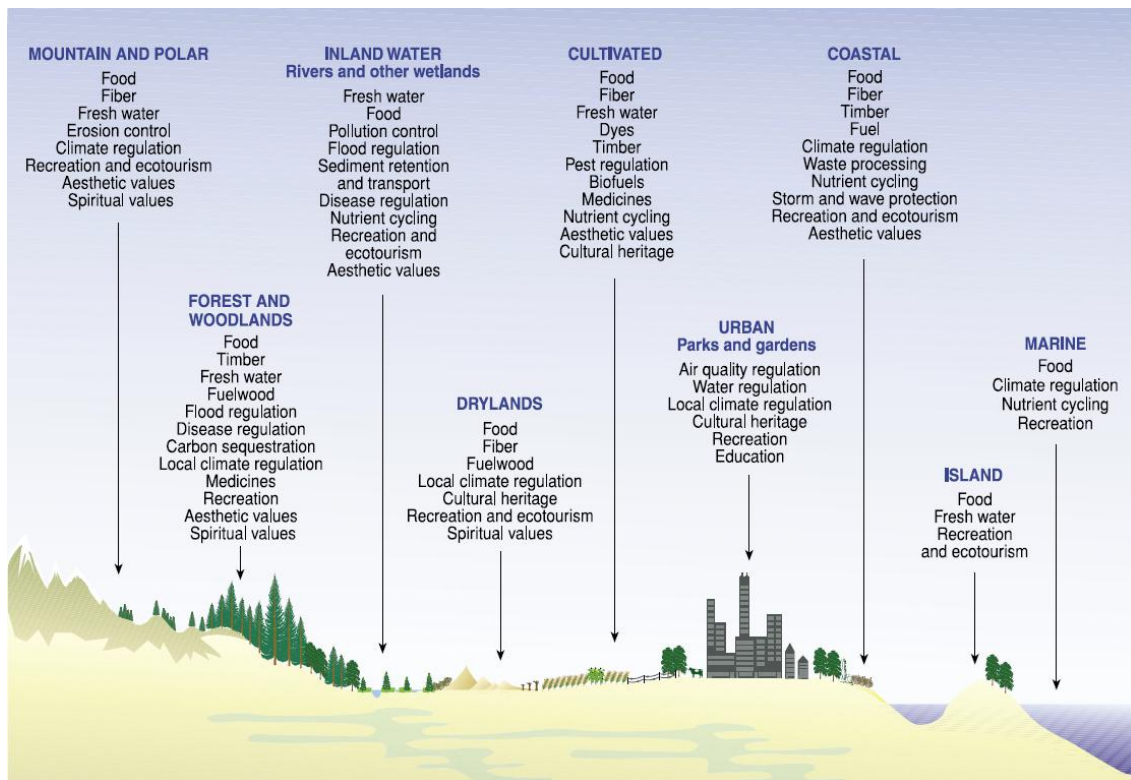 MOUNTAIN AND POLAR
Food
Fiber
Fresh water
Erosion control
Climate regulation
Recreation and ecotourism
Aesthetic values
Spiritual values
INLAND WATER
Rivers and other wetlands
Fresh water
Food
Pollution control
Flood regulation
Sediment retention
and transport
Disease regulation
Nutrient cycling
Recreation and
ecotourism
Aesthetic values
CULTIVATED
Food
Fiber
Fresh water
Dyes
Timber
Pest regulation
Biofuels
Medicines
Nutrient cycling
Aesthetic values
Cultural heritage
COASTAL
Food
Fiber
Timber
Fuel
Climate regulation
Waste processing
Nutrient cycling
Storm and wave protection
Recreation and ecotourism
Aesthetic values
FOREST AND
WOODLANDS
Food
Timber
Fresh water
Fuelwood
Flood regulation
Disease regulation
Carbon sequestration
Local climate regulation
Medicines
Recreation
Aesthetic values
Spiritual values
DRYLANDS
Food
Fiber
Fuelwood
Local climate regulation
Cultural heritage
Recreation and ecotourism
Spiritual values
URBAN
Parks and gardens
Air quality regulation
Water regulation
Local climate regulation
Cultural heritage
Recreation
Education
ISLAND
Food
Fresh water
Recreation
and ecotourism
MARINE
Food
Climate regulation
Nutrient cycling
Recreation